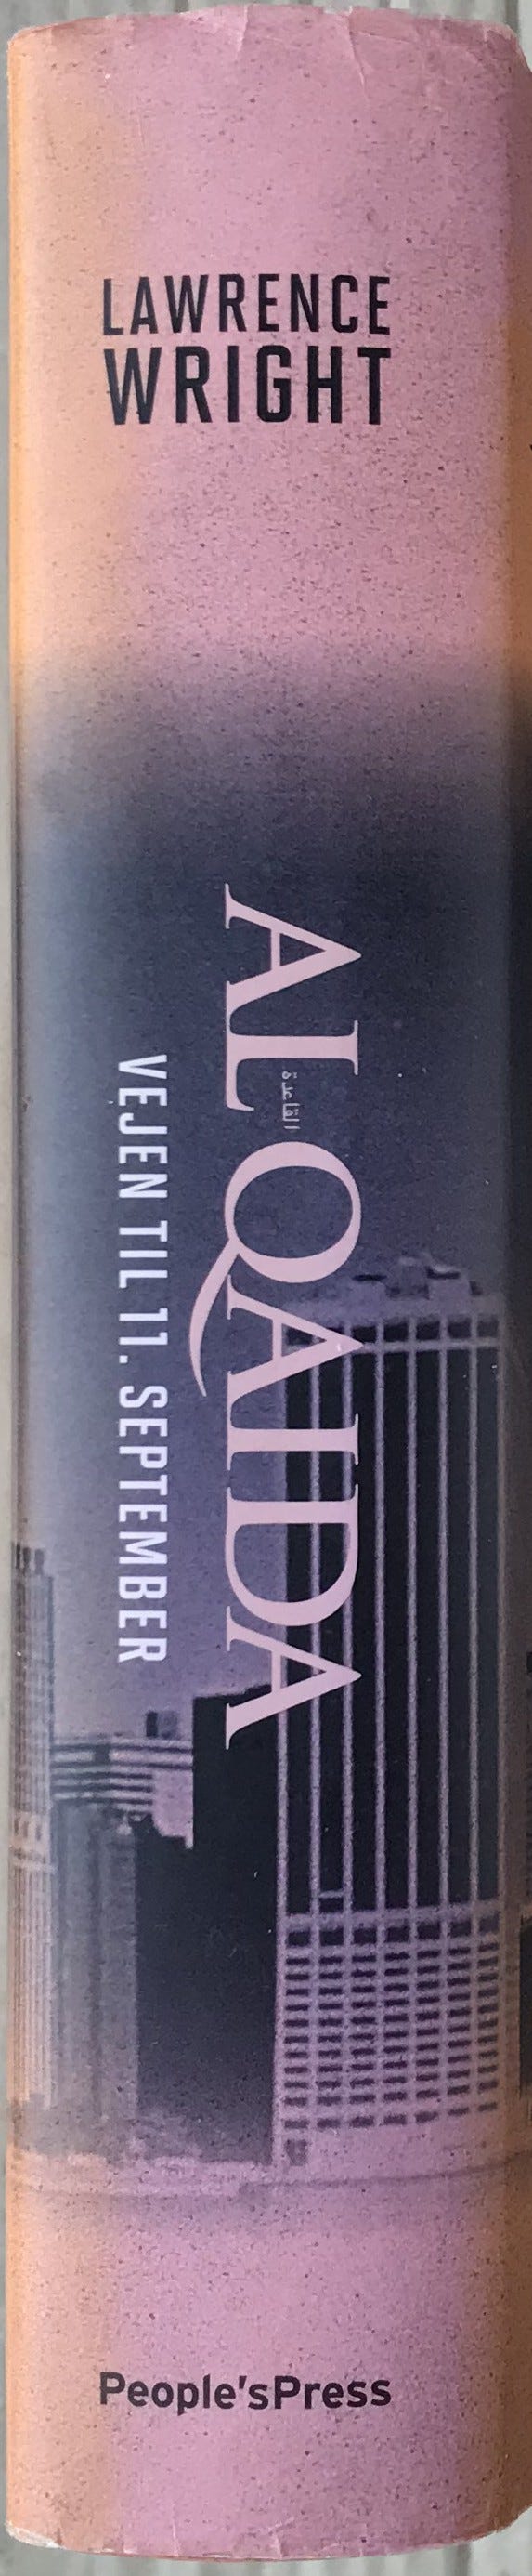 LAWRENCE
WRIGHT
AL QAIDA
القاعدة
VEJEN TIL 11. SEPTEMBER
People'sPress